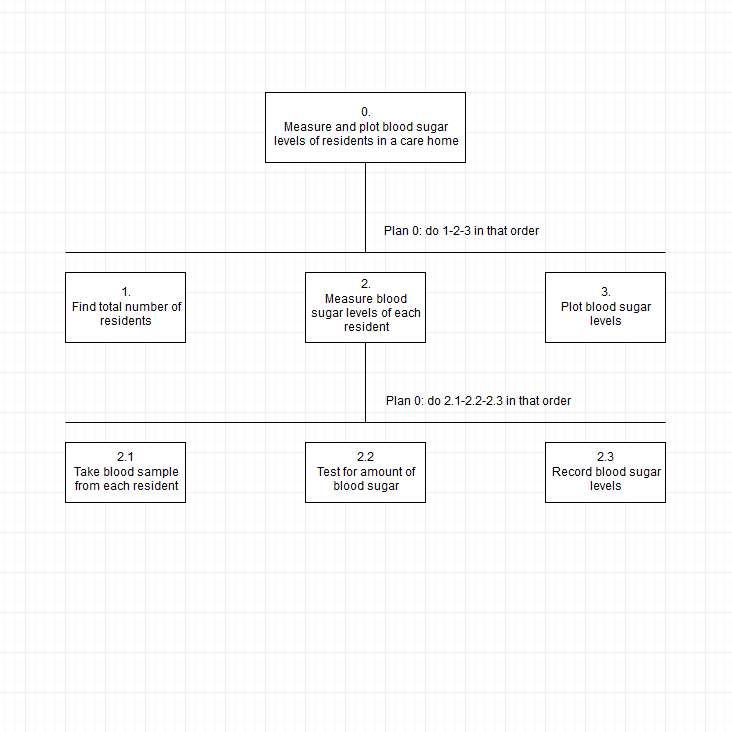 0.
Measure and plot blood sugar
levels of residents in a care home
Plan 0: do 1-2-3 in that order
1.
Find total number of
residents
2.
Measure blood
sugar levels of each
resident
3.
Plot blood sugar
levels
Plan 0: do 2.1-2.2-2.3 in that order
2.1
Take blood sample
from each resident
2.2
Test for amount of
blood sugar
2.3
Record blood sugar
levels